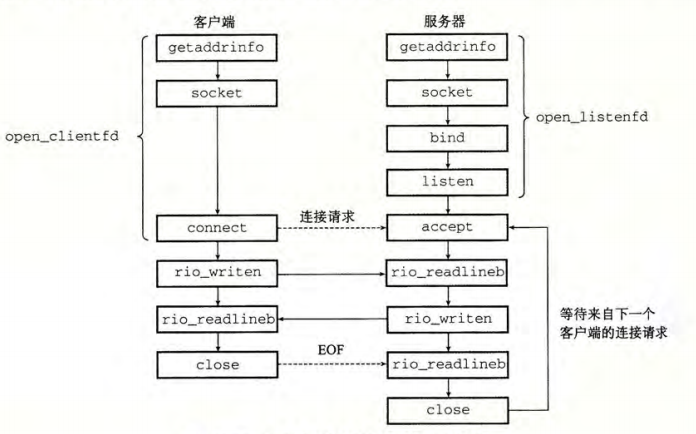 客户端
服务器
getaddrinfo
getaddrinfo
socket
socket
open_clientfd
open_listenfd
bind
listen
连接请求
connect
accept
rio_writen
rio_readlineb
rio_readlineb
rio_writen
等待来自下一个
客户端的连接请求
EOF
close
rio_readlineb
close